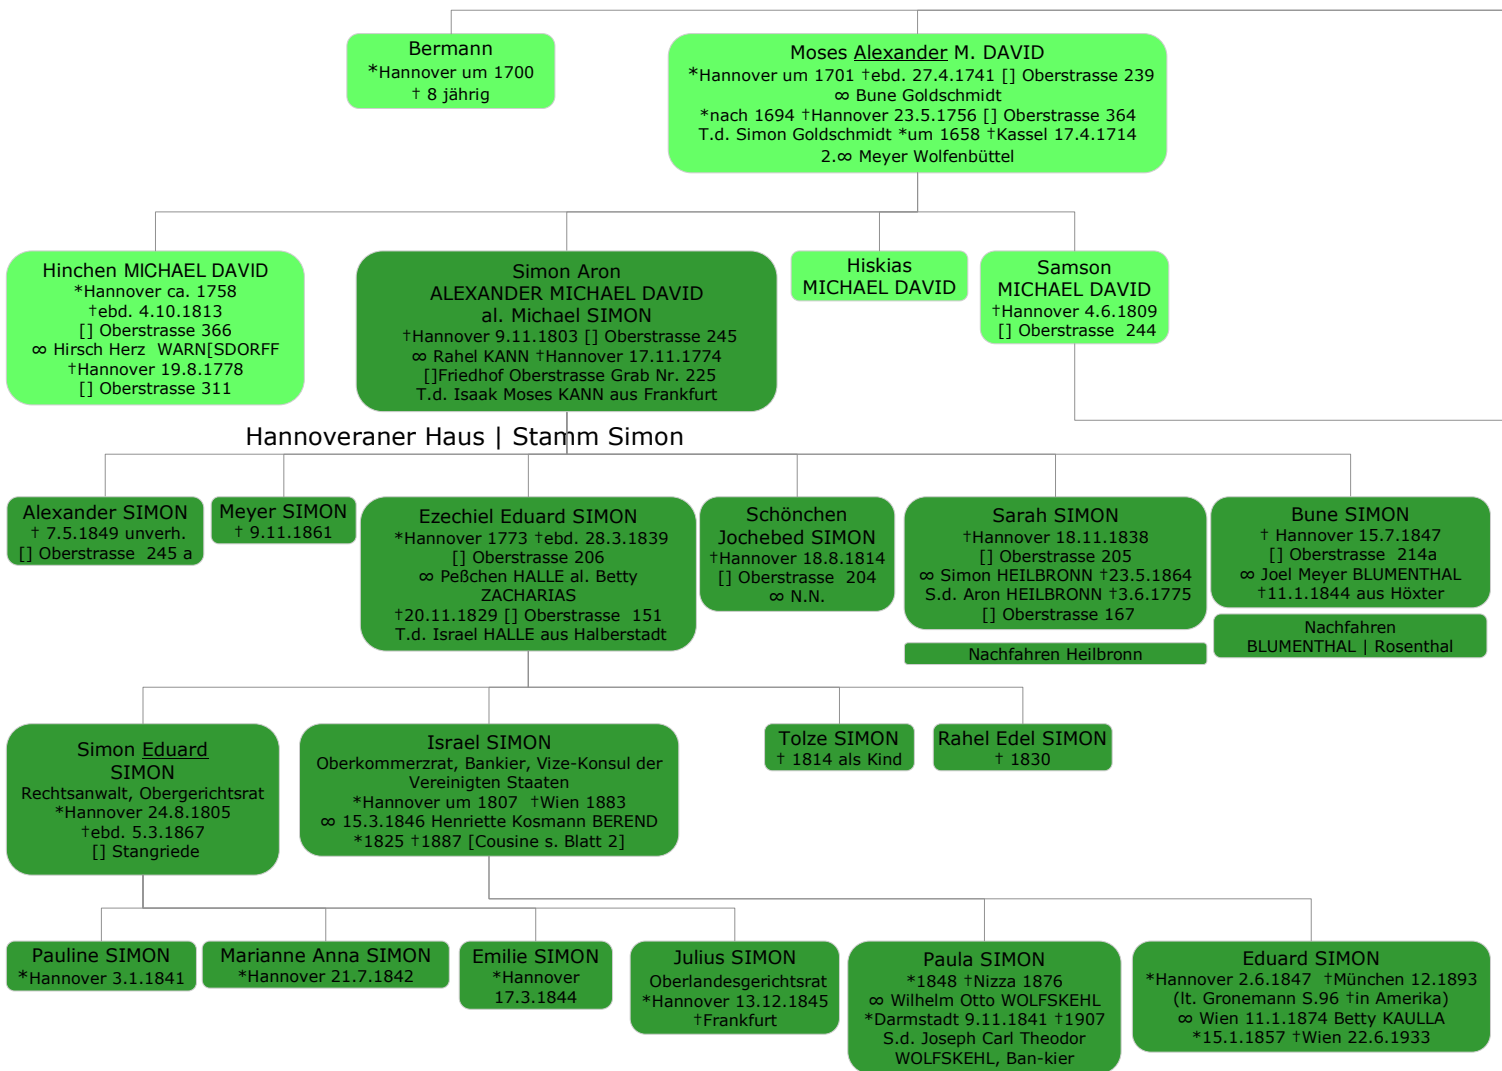 Bermann
*Hannover um 1700
† 8 jährig
Moses Alexander M. DAVID
*Hannover um 1701 †ebd. 27.4.1741 [] Oberstrasse 239
∞ Bune Goldschmidt
*nach 1694 †Hannover 23.5.1756 [] Oberstrasse 364
T.d. Simon Goldschmidt *um 1658 †Kassel 17.4.1714
2.∞ Meyer Wolfenbüttel
Hinchen MICHAEL DAVID
*Hannover ca. 1758
†ebd. 4.10.1813
[] Oberstrasse 366
∞ Hirsch Herz WARN[SDORFF
†Hannover 19.8.1778
[] Oberstrasse 311
Simon Aron
ALEXANDER MICHAEL DAVID
al. Michael SIMON
†Hannover 9.11.1803 [] Oberstrasse 245
∞ Rahel KANN †Hannover 17.11.1774
[]Friedhof Oberstrasse Grab Nr. 225
T.d. Isaak Moses KANN aus Frankfurt
Hiskias
MICHAEL DAVID
Samson
MICHAEL DAVID
†Hannover 4.6.1809
[] Oberstrasse 244
Hannoveraner Haus | Stamm Simon
Alexander SIMON
† 7.5.1849 unverh.
[] Oberstrasse 245 a
Meyer SIMON
† 9.11.1861
Ezechiel Eduard SIMON
*Hannover 1773 †ebd. 28.3.1839
[] Oberstrasse 206
∞ Peßchen HALLE al. Betty
ZACHARIAS
†20.11.1829 [] Oberstrasse 151
T.d. Israel HALLE aus Halberstadt
Schönchen
Jochebed SIMON
†Hannover 18.8.1814
[] Oberstrasse 204
∞ N.N.
Sarah SIMON
†Hannover 18.11.1838
[] Oberstrasse 205
∞ Simon HEILBRONN †23.5.1864
S.d. Aron HEILBRONN †3.6.1775
[] Oberstrasse 167
Nachfahren Heilbronn
Bune SIMON
† Hannover 15.7.1847
[] Oberstrasse 214a
∞ Joel Meyer BLUMENTHAL
†11.1.1844 aus Höxter
Nachfahren
BLUMENTHAL | Rosenthal
Simon Eduard
SIMON
Rechtsanwalt, Obergerichtsrat
*Hannover 24.8.1805
†ebd. 5.3.1867
[] Stangriede
Israel SIMON
Oberkommerzrat, Bankier, Vize-Konsul der
Vereinigten Staaten
*Hannover um 1807 †Wien 1883
∞ 15.3.1846 Henriette Kosmann BEREND
*1825 †1887 [Cousine s. Blatt 2]
Tolze SIMON
† 1814 als Kind
Rahel Edel SIMON
† 1830
Pauline SIMON
*Hannover 3.1.1841
Marianne Anna SIMON
*Hannover 21.7.1842
Emilie SIMON
*Hannover
17.3.1844
Julius SIMON
Oberlandesgerichtsrat
*Hannover 13.12.1845
†Frankfurt
Paula SIMON
*1848 †Nizza 1876
∞ Wilhelm Otto WOLFSKEHL
*Darmstadt 9.11.1841 †1907
S.d. Joseph Carl Theodor
WOLFSKEHL, Ban-kier
Eduard SIMON
*Hannover 2.6.1847 †München 12.1893
(lt. Gronemann S.96 †in Amerika)
∞ Wien 11.1.1874 Betty KAULLA
*15.1.1857 †Wien 22.6.1933